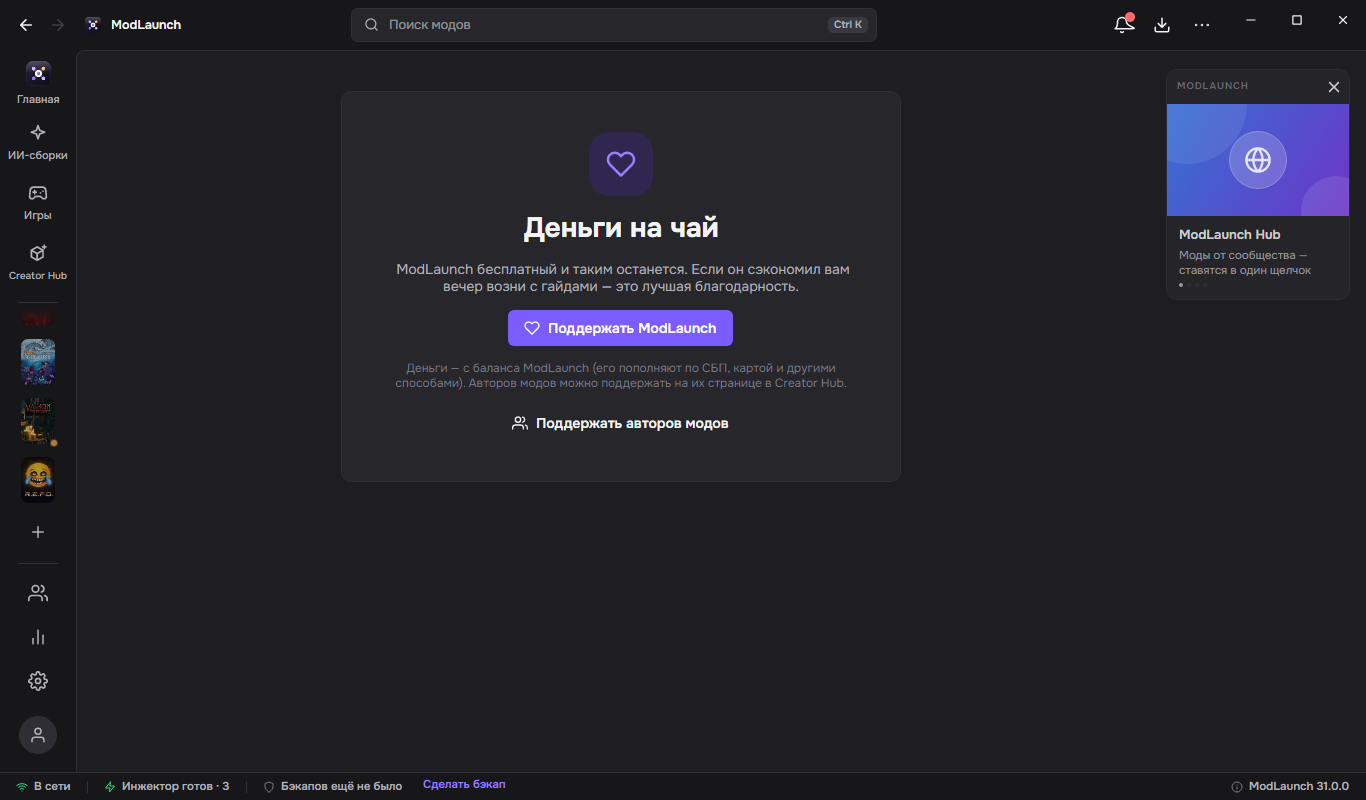 ModLaunch
Поиск модов
Ctrl K
Главная
ИИ-сборки
Игры
Creator Hub
Деньги на чай
ModLaunch бесплатный и таким останется. Если он сэкономил вам
вечер возни с гайдами — это лучшая благодарность.
Поддержать ModLaunch
Деньги — с баланса ModLaunch (его пополняют по СБП, картой и другими
способами). Авторов модов можно поддержать на их странице в Creator Hub.
Поддержать авторов модов
MODLAUNCH
ModLaunch Hub
Моды от сообщества —
ставятся в один щелчок
R.E.P.O.
В сети
Инжектор готов · 3
Бэкапов ещё не было
Сделать бэкап
ModLaunch 31.0.0